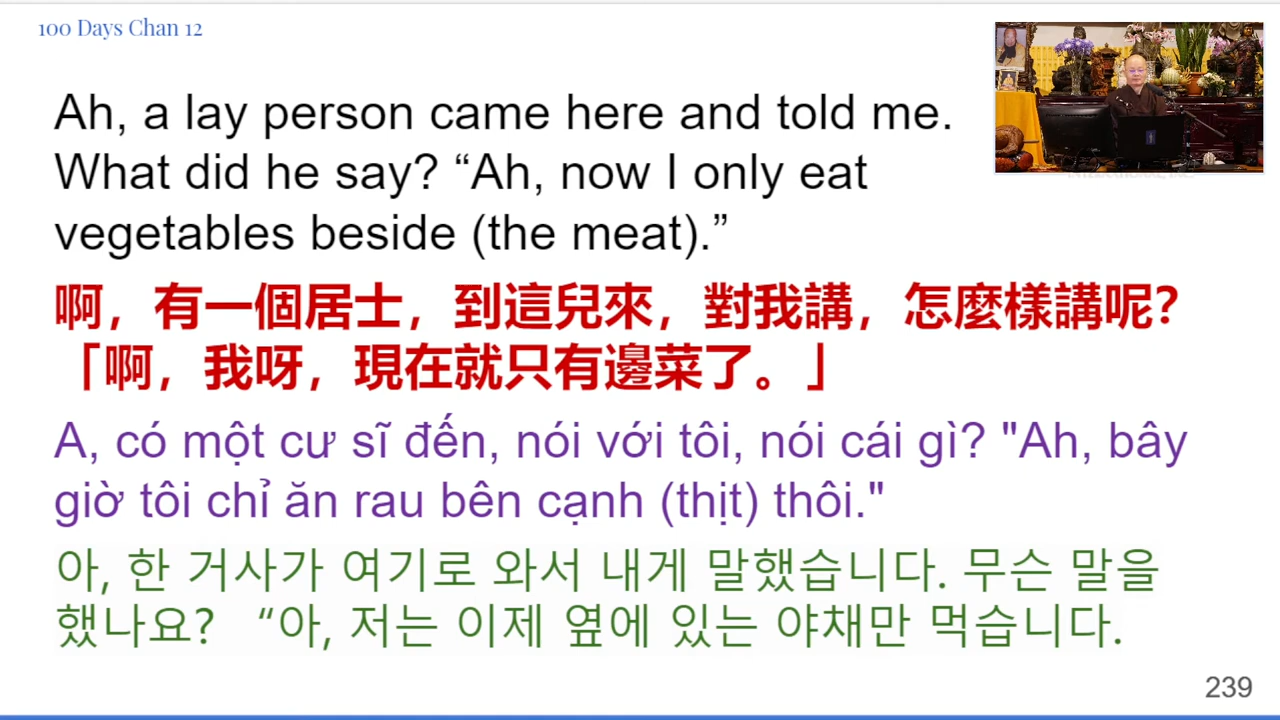 100 Days Chan 12
Ah, a lay person came here and told me.
What did he say? “Ah, now I only eat
vegetables beside (the meat).”
啊，有一個居士，到這兒來，對我講，怎麼樣講呢?
「啊，我呀，現在就只有邊菜了。」
A, có một cư sĩ đến, nói với tôi, nói cái gì? "Ah, bây
giờ tôi chỉ ăn rau bên cạnh (thịt) thôi."
아, 한 거사가 여기로 와서 내게 말했습니다. 무슨 말을
했나요? “아, 저는 이제 옆에 있는 야채만 먹습니다.
239